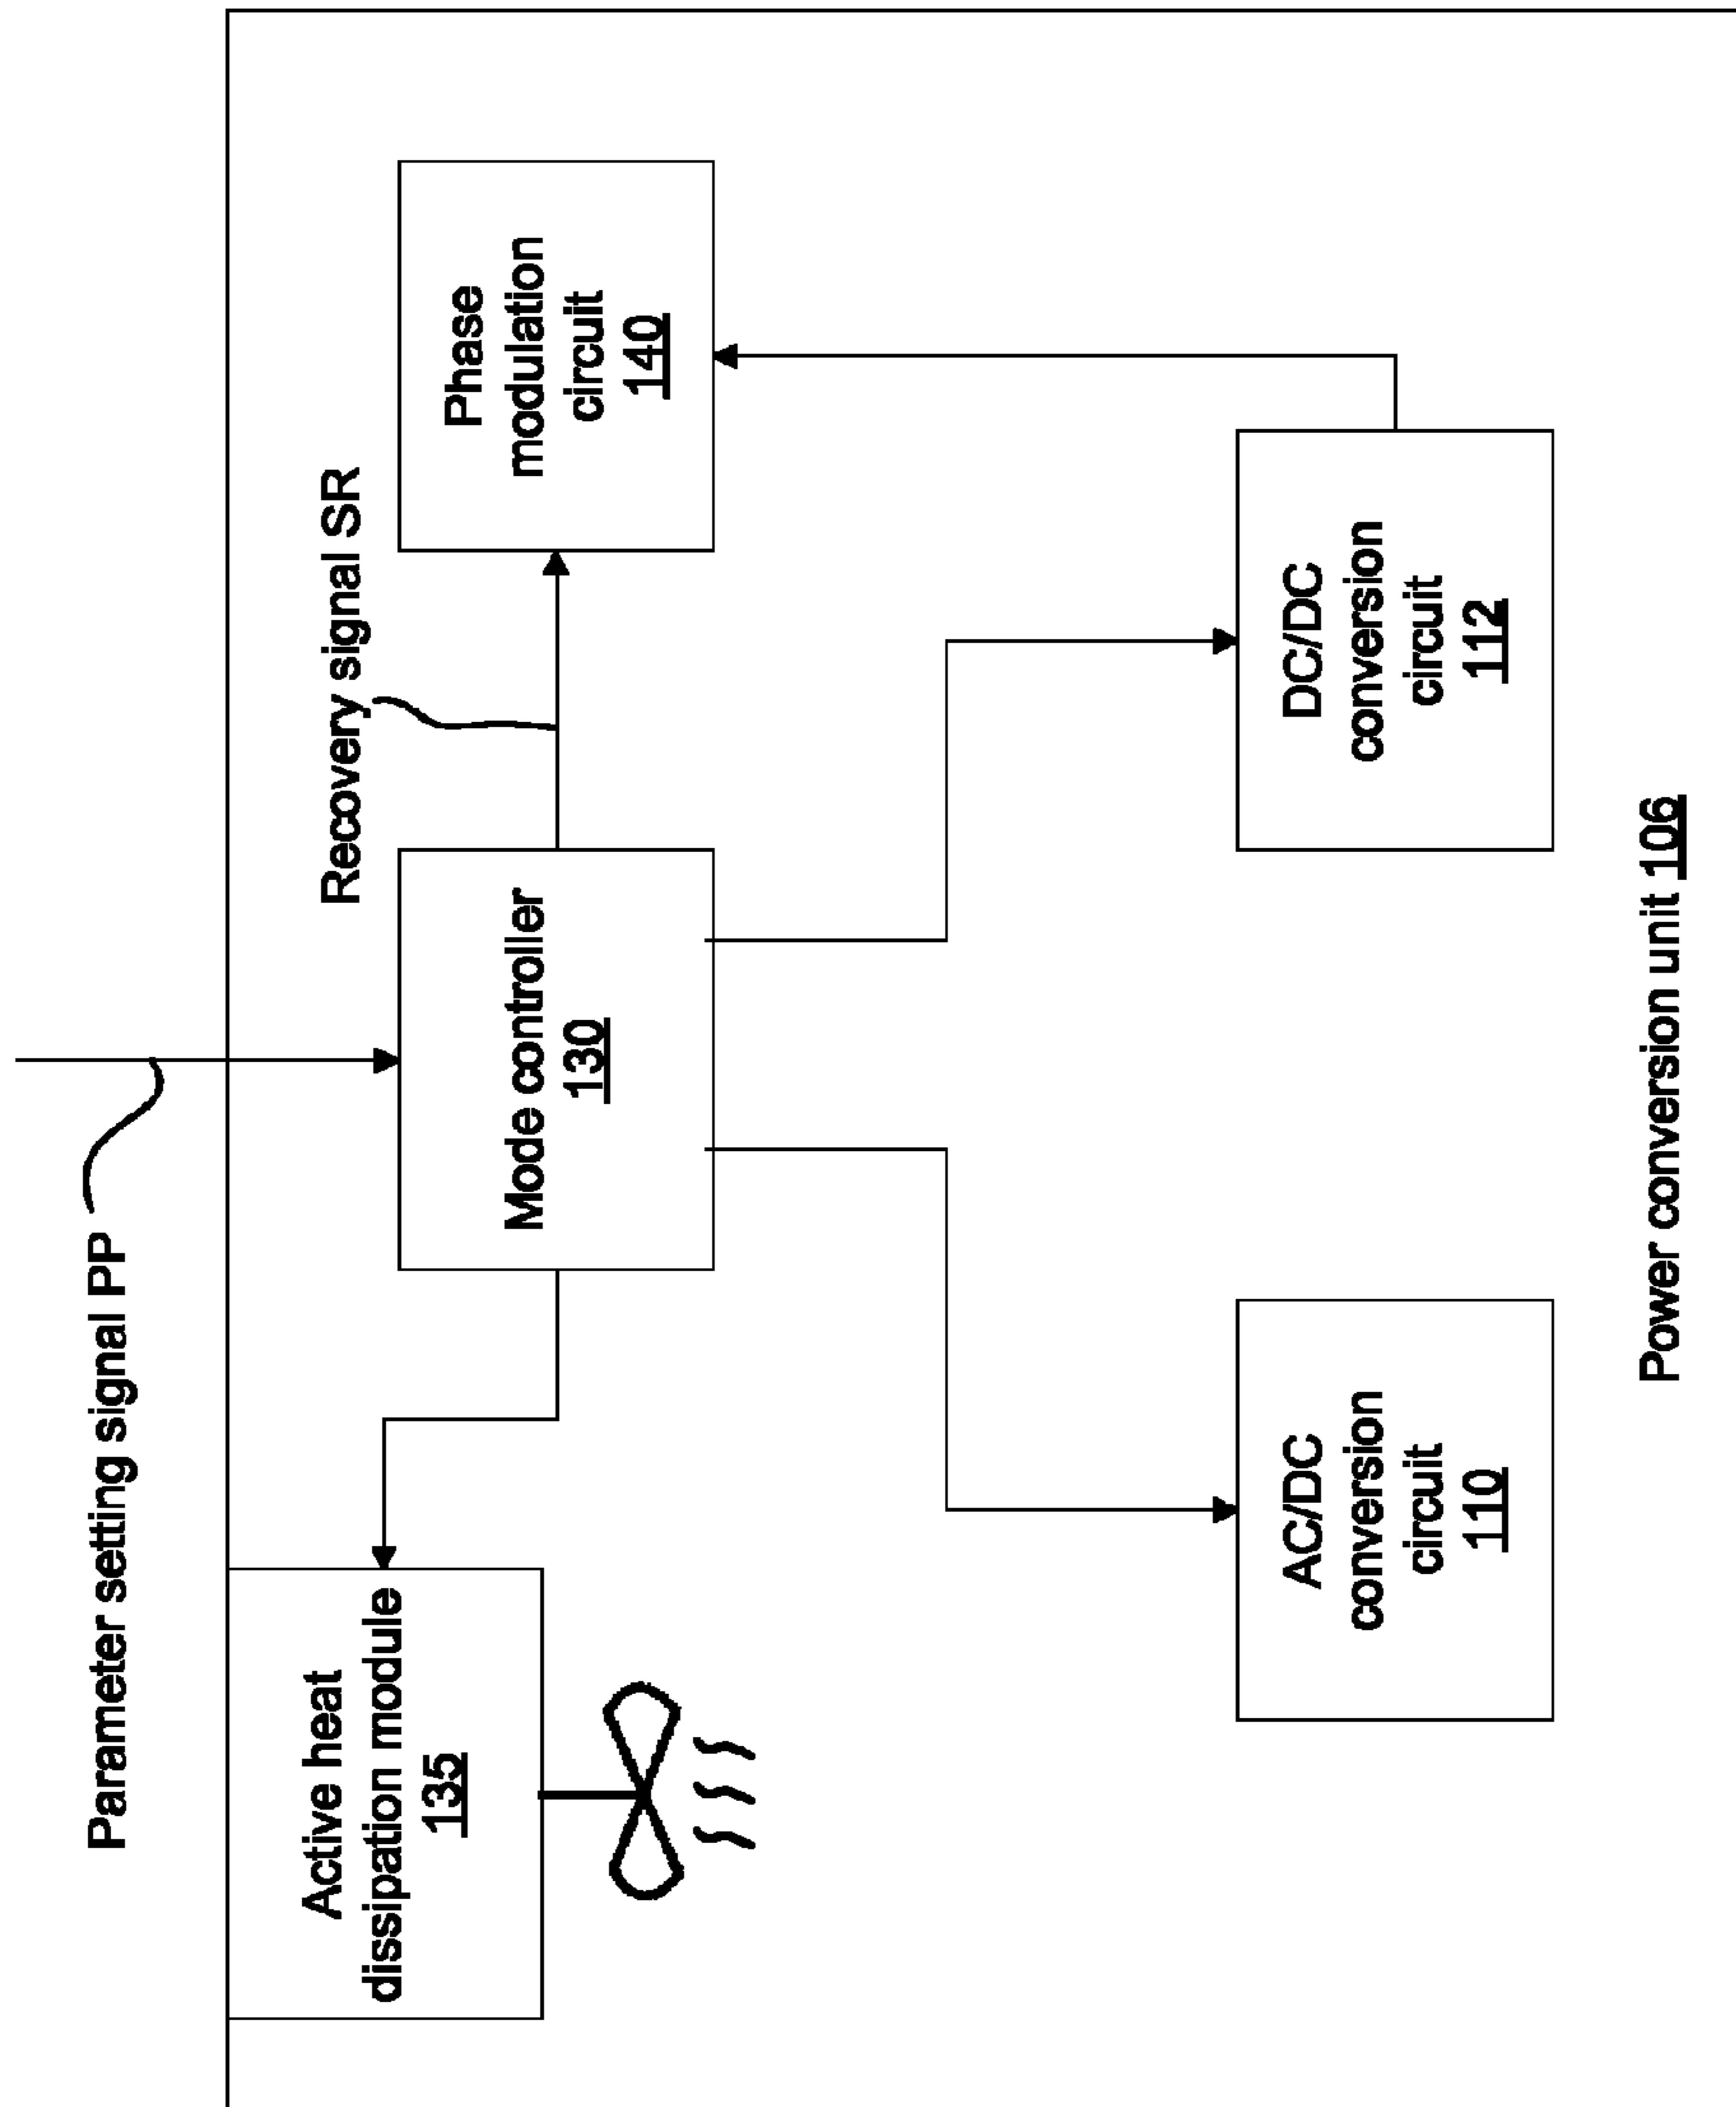 Parameter setting signal PP
Recovery signal SR
Active heat
dissipation module
135
Mode controller
130
Phase
modulation
circuit
140
AC/DC
conversion
circuit
110
DC/DC
conversion
circuit
112
Power conversion unit 106